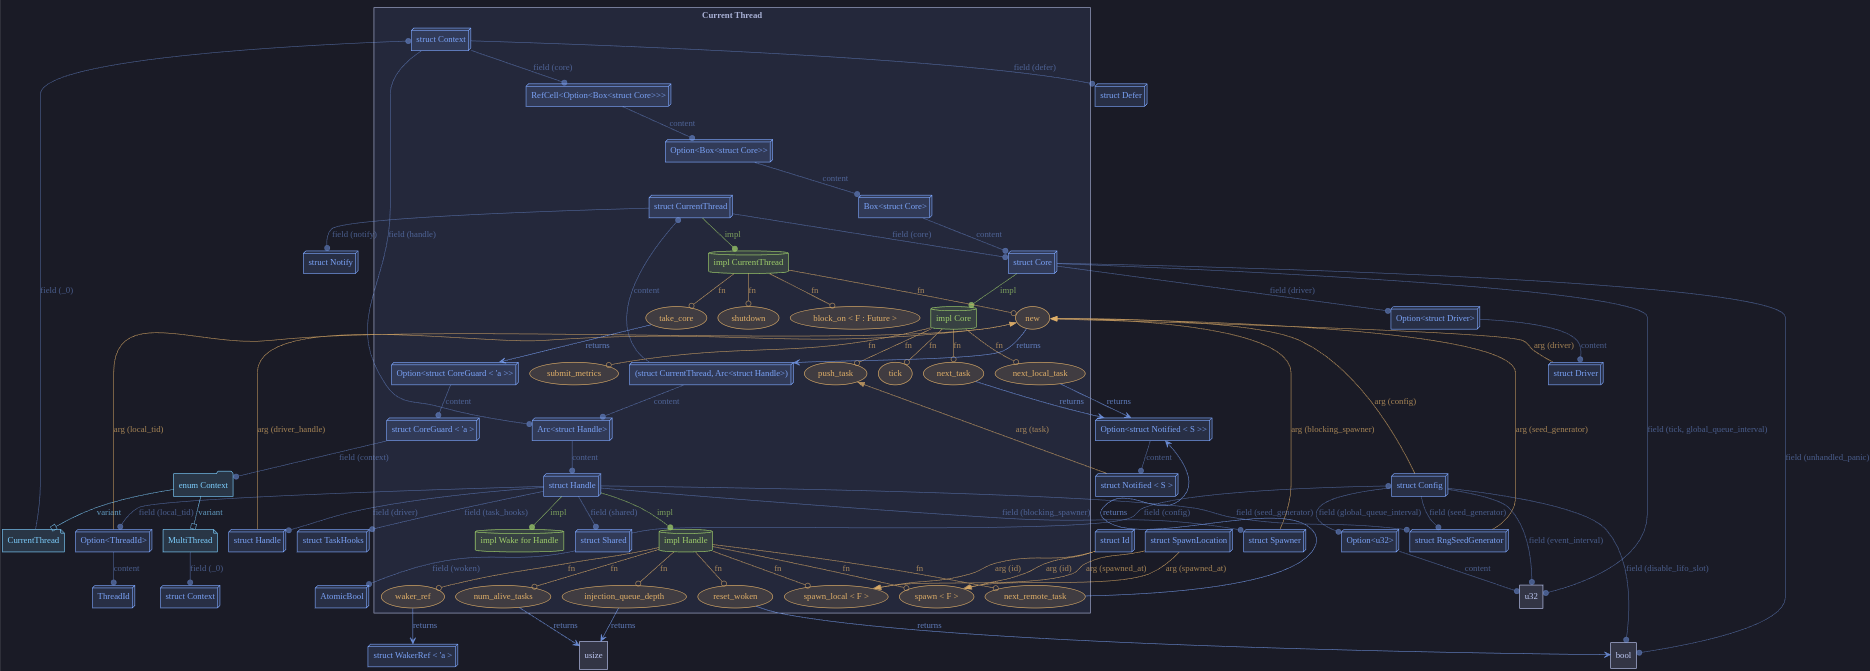 Current Thread
struct Context
field (core)
field (defer)
RefCell<Option<Box<struct Core>>>
struct Defer
content
Option<Box<struct Core>>
content
struct CurrentThread
Box<struct Core>
field (notify)
field (handle)
impl
field (core)
content
struct Notify
impl CurrentThread
struct Core
field (_0)
content
fn
fn
fn
fn
impl
field (driver)
take_core
shutdown
block_on < F : Future >
impl Core
new
Option<struct Driver>
returns
fn
fn
fn
fn
returns
arg (driver)
content
Option<struct CoreGuard < 'a >>
submit_metrics
(struct CurrentThread, Arc<struct Handle>)
push_task
tick
next_task
next_local_task
struct Driver
content
content
returns
returns
arg (config)
arg (local_tid)
arg (driver_handle)
struct CoreGuard < 'a >
Arc<struct Handle>
arg (task)
Option<struct Notified < S >>
arg (blocking_spawner)
arg (seed_generator)
field (tick, global_queue_interval)
field (context)
content
content
field (unhandled_panic)
enum Context
struct Handle
struct Notified < S >
struct Config
variant
field (local_tid)
variant
field (driver)
field (task_hooks)
impl
field (shared)
impl
field (blocking_spawner)
returns
field (config)
field (seed_generator)
field (global_queue_interval)
field (seed_generator)
CurrentThread
Option<ThreadId>
MultiThread
struct Handle
struct TaskHooks
impl Wake for Handle
struct Shared
impl Handle
struct Id
struct SpawnLocation
struct Spawner
Option<u32>
struct RngSeedGenerator
field (event_interval)
content
field (_0)
field (woken)
fn
fn
fn
fn
fn
fn
fn
arg (id)
arg (id)
arg (spawned_at)
arg (spawned_at)
content
field (disable_lifo_slot)
ThreadId
struct Context
AtomicBool
waker_ref
num_alive_tasks
injection_queue_depth
reset_woken
spawn_local < F >
spawn < F >
next_remote_task
u32
returns
returns
returns
returns
struct WakerRef < 'a >
usize
bool